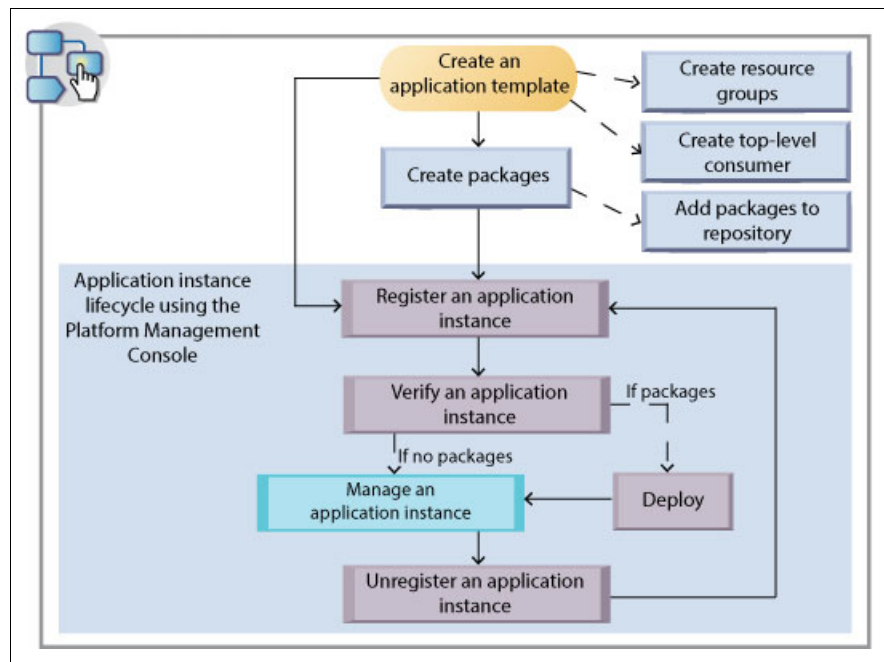 Create an
application template
Create resource
groups
Create top-level
consumer
Create packages
Add packages to
repository
Application instance
lifecycle using the
Platform Management
Console
Register an application
instance
Verify an application
instance
If packages
If no packages
Manage an
application instance
Deploy
Unregister an application
instance